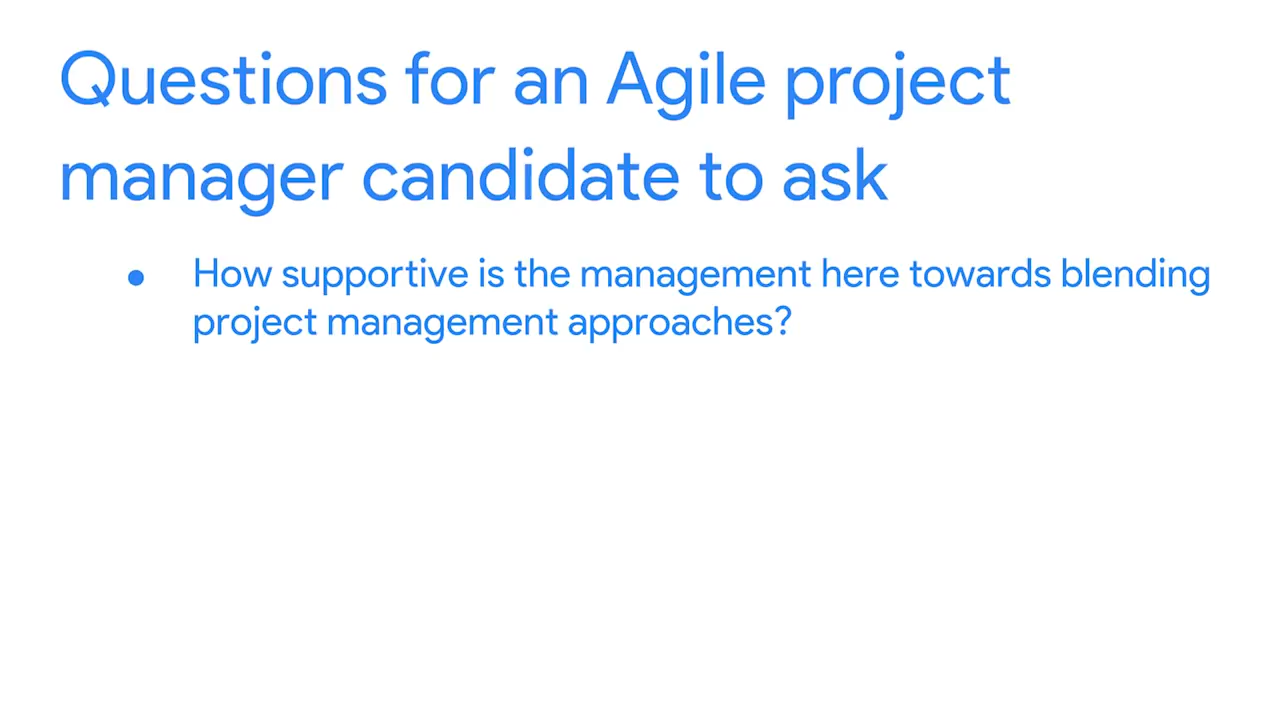 Questions for an Agile project
manager candidate to ask
● How supportive is the management here towards blending
project management approaches?